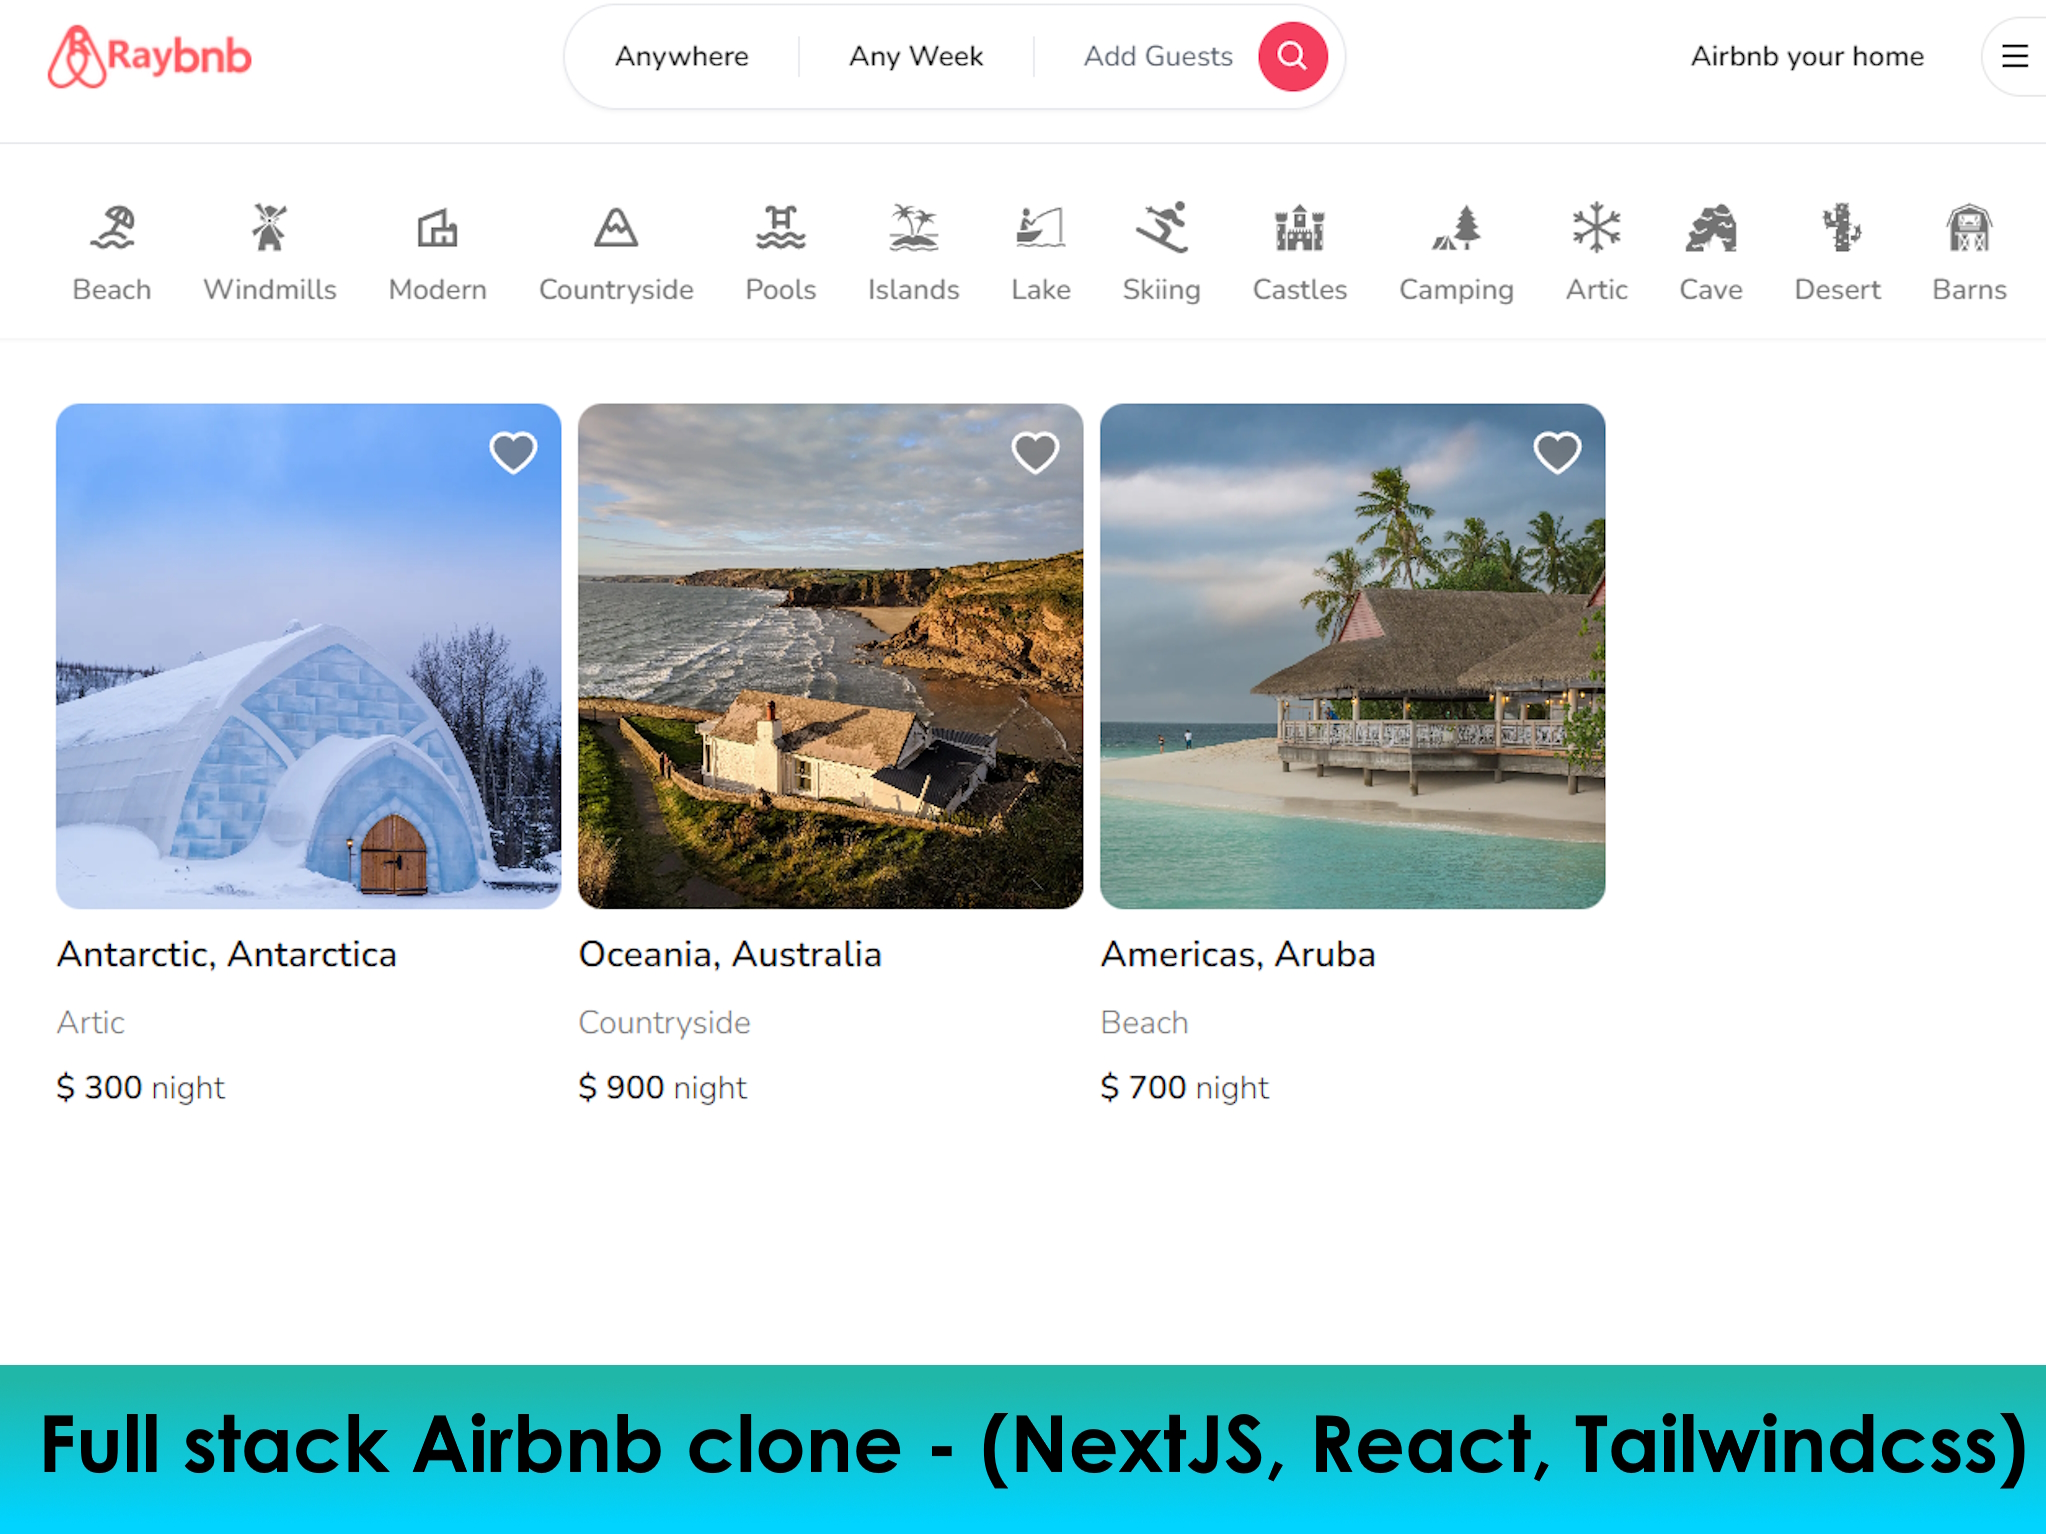 Raybnb
Anywhere
Any Week
Add Guests
Airbnb your home
Beach
Windmills
Modern
Countryside
Pools
Islands
Lake
Skiing
Castles
Camping
Artic
Cave
Desert
Barns
Antarctic, Antarctica
Artic
$ 300 night
Oceania, Australia
Countryside
$ 900 night
Americas, Aruba
Beach
$ 700 night
Full stack Airbnb clone - (NextJS, React, Tailwindcss)